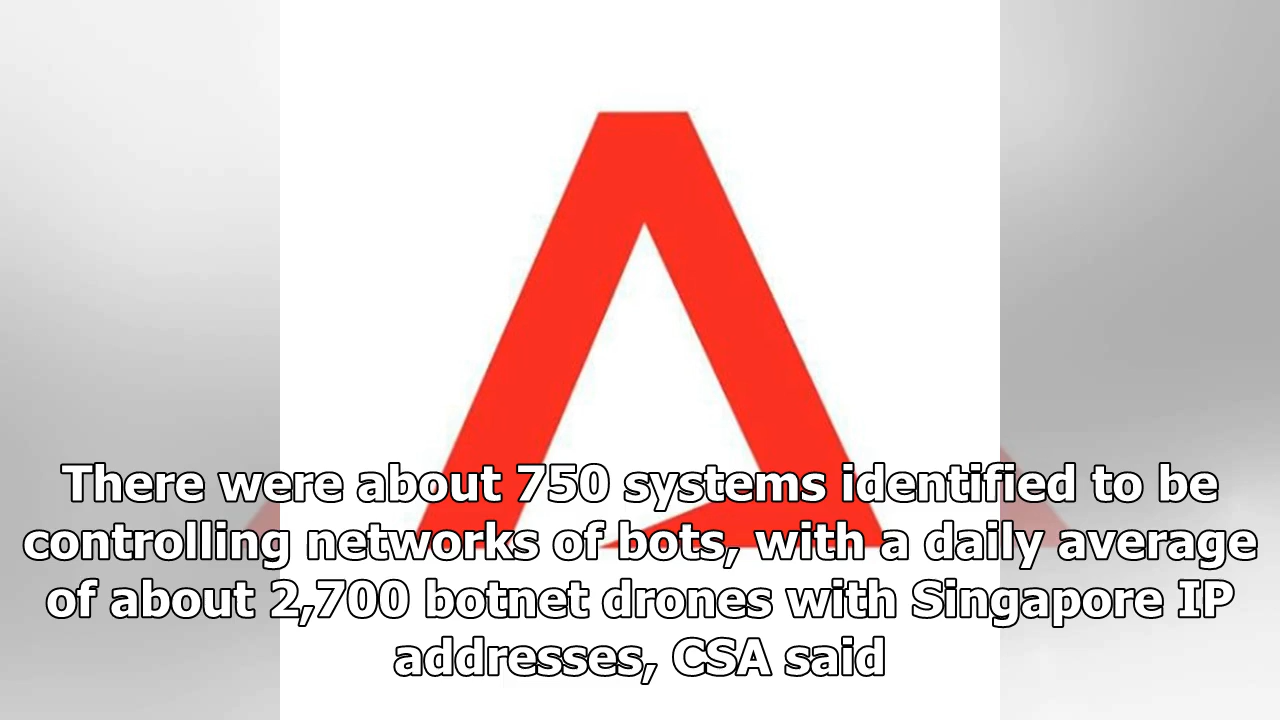 There were about 750 systems identified to be
controlling networks of bots, with a daily average
of about 2,700 botnet drones with Singapore IP
addresses, CSA said